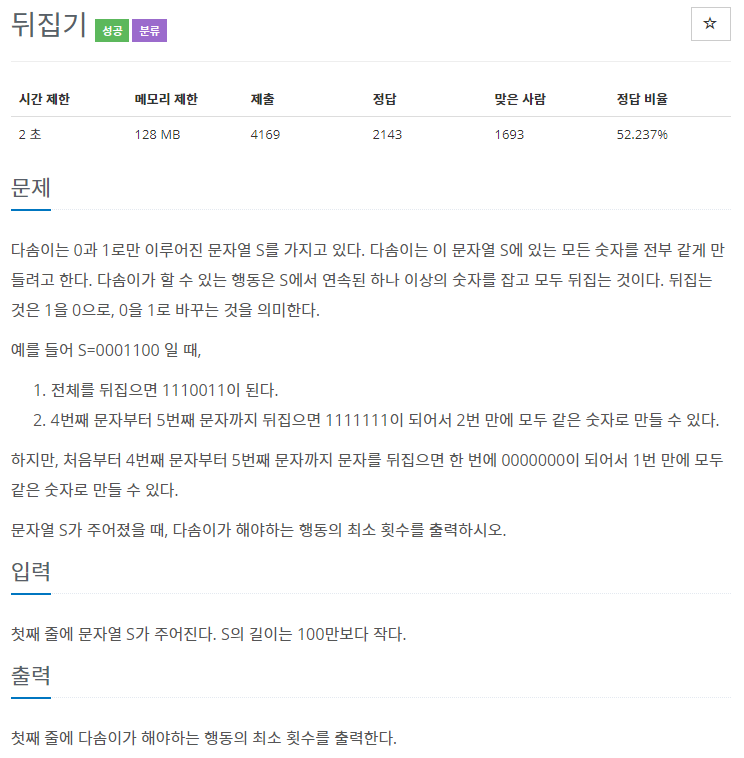 뒤집기 성공 분류
☆
시간 제한 메모리 제한 제출 정답 맞은 사람 정답 비율
2 초 128 MB 4169 2143 1693 52.237%
문제
다솜이는 0과 1로만 이루어진 문자열 S를 가지고 있다. 다솜이는 이 문자열 S에 있는 모든 숫자를 전부 같게 만
들려고 한다. 다솜이가 할 수 있는 행동은 S에서 연속된 하나 이상의 숫자를 잡고 모두 뒤집는 것이다. 뒤집는
것은 1을 0으로, 0을 1로 바꾸는 것을 의미한다.
예를 들어 S=0001100 일 때,
1. 전체를 뒤집으면 1110011이 된다.
2. 4번째 문자부터 5번째 문자까지 뒤집으면 1111111이 되어서 2번 만에 모두 같은 숫자로 만들 수 있다.
하지만, 처음부터 4번째 문자부터 5번째 문자까지 문자를 뒤집으면 한 번에 0000000이 되어서 1번 만에 모두
같은 숫자로 만들 수 있다.
문자열 S가 주어졌을 때, 다솜이가 해야하는 행동의 최소 횟수를 출력하시오.
입력
첫째 줄에 문자열 S가 주어진다. S의 길이는 100만보다 작다.
출력
첫째 줄에 다솜이가 해야하는 행동의 최소 횟수를 출력한다.